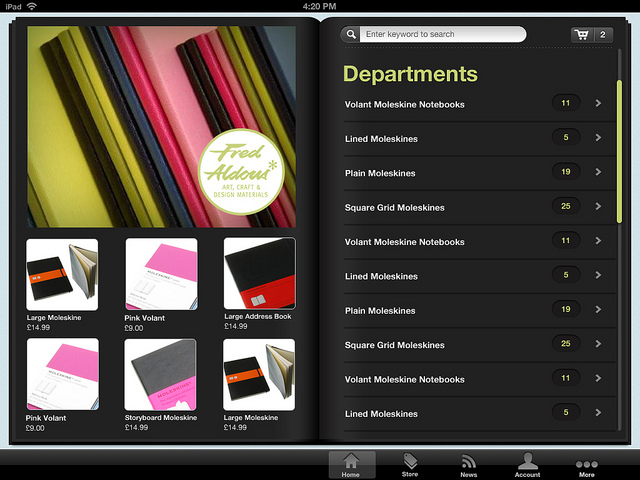 iPad
4:20 PM
Fred
Aldous*
ART, CRAFT &
DESIGN MATERIALS
Large Moleskine
£14.99
Pink Volant
£9.00
Large Address Book
£14.99
Pink Volant
£9.00
Storyboard Moleskine
£14.99
Large Moleskine
£14.99
Enter keyword to search
2
Departments
Volant Moleskine Notebooks 11
Lined Moleskines 5
Plain Moleskines 19
Square Grid Moleskines 25
Volant Moleskine Notebooks 11
Lined Moleskines 5
Plain Moleskines 19
Square Grid Moleskines 25
Volant Moleskine Notebooks 11
Lined Moleskines 5
Home
Store
News
Account
More